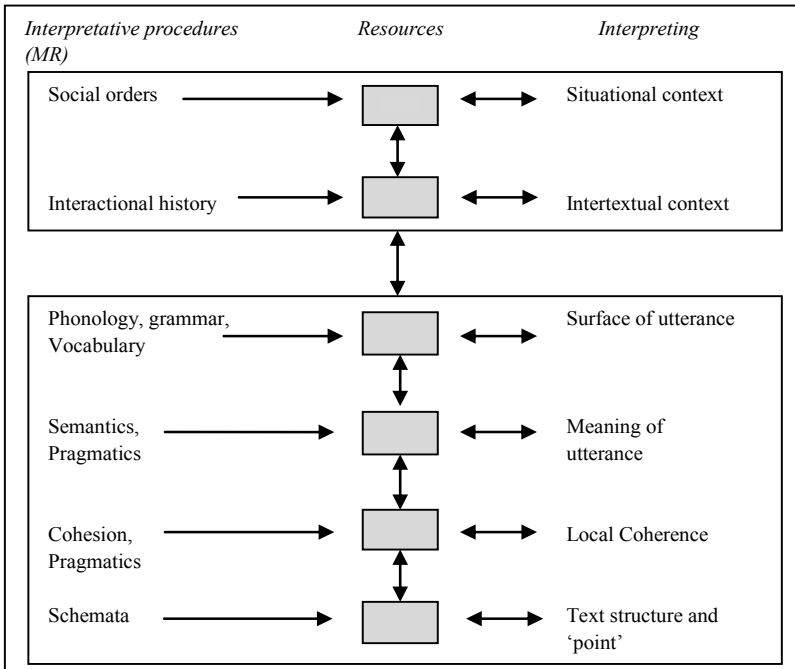 Interpretative procedures
(MR)
Resources
Interpreting
Social orders
Situational context
Interactional history
Intertextual context
Phonology, grammar,
Vocabulary
Surface of utterance
Semantics,
Pragmatics
Meaning of
utterance
Cohesion,
Pragmatics
Local Coherence
Schemata
Text structure and
‘point’